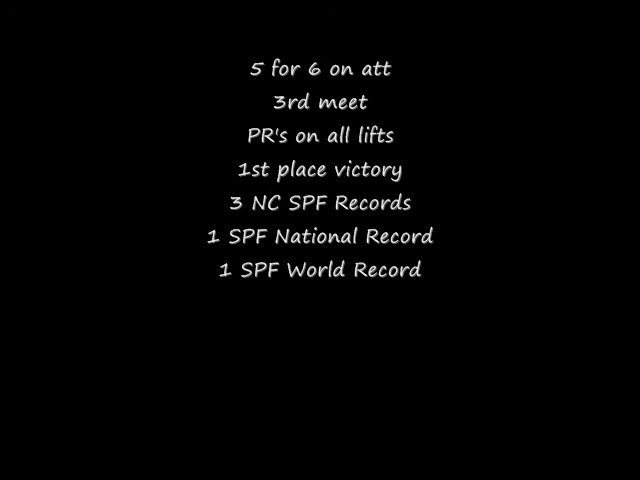 5 for 6 on att
3rd meet
PR's on all lifts
1st place victory
3 NC SPF Records
1 SPF National Record
1 SPF World Record